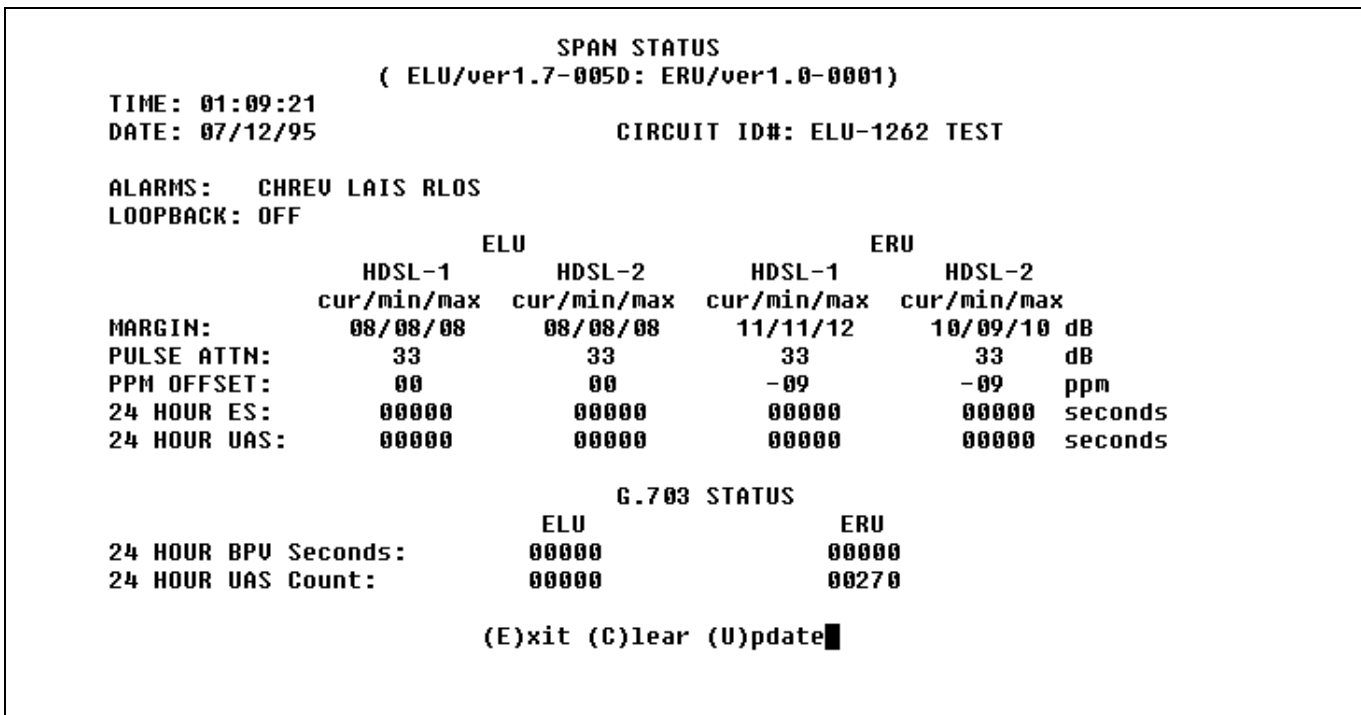 SPAN STATUS
( ELU/ver1.7-005D: ERU/ver1.0-0001)
TIME: 01:09:21
DATE: 07/12/95 CIRCUIT ID#: ELU-1262 TEST
ALARMS: CHREV LAIS RLOS
LOOPBACK: OFF
ELU ERU
HDSL-1 HDSL-2 HDSL-1 HDSL-2
cur/min/max cur/min/max cur/min/max cur/min/max
MARGIN: 08/08/08 08/08/08 11/11/12 10/09/10 dB
PULSE ATTN: 33 33 33 33 dB
PPM OFFSET: 00 00 -09 -09 ppm
24 HOUR ES: 00000 00000 00000 00000 seconds
24 HOUR UAS: 00000 00000 00000 00000 seconds
G.703 STATUS
ELU ERU
24 HOUR BPV Seconds: 00000 00000
24 HOUR UAS Count: 00000 00270
(E)xit (C)lear (U)pdate